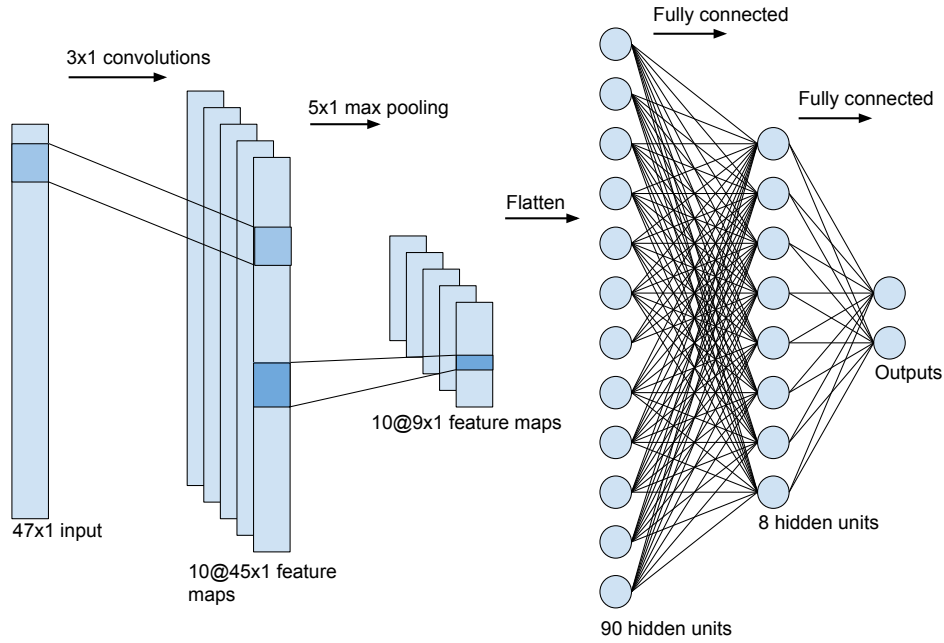 3x1 convolutions
5x1 max pooling
Flatten
Fully connected
Fully connected
47x1 input
10@45x1 feature
maps
10@9x1 feature maps
90 hidden units
8 hidden units
Outputs